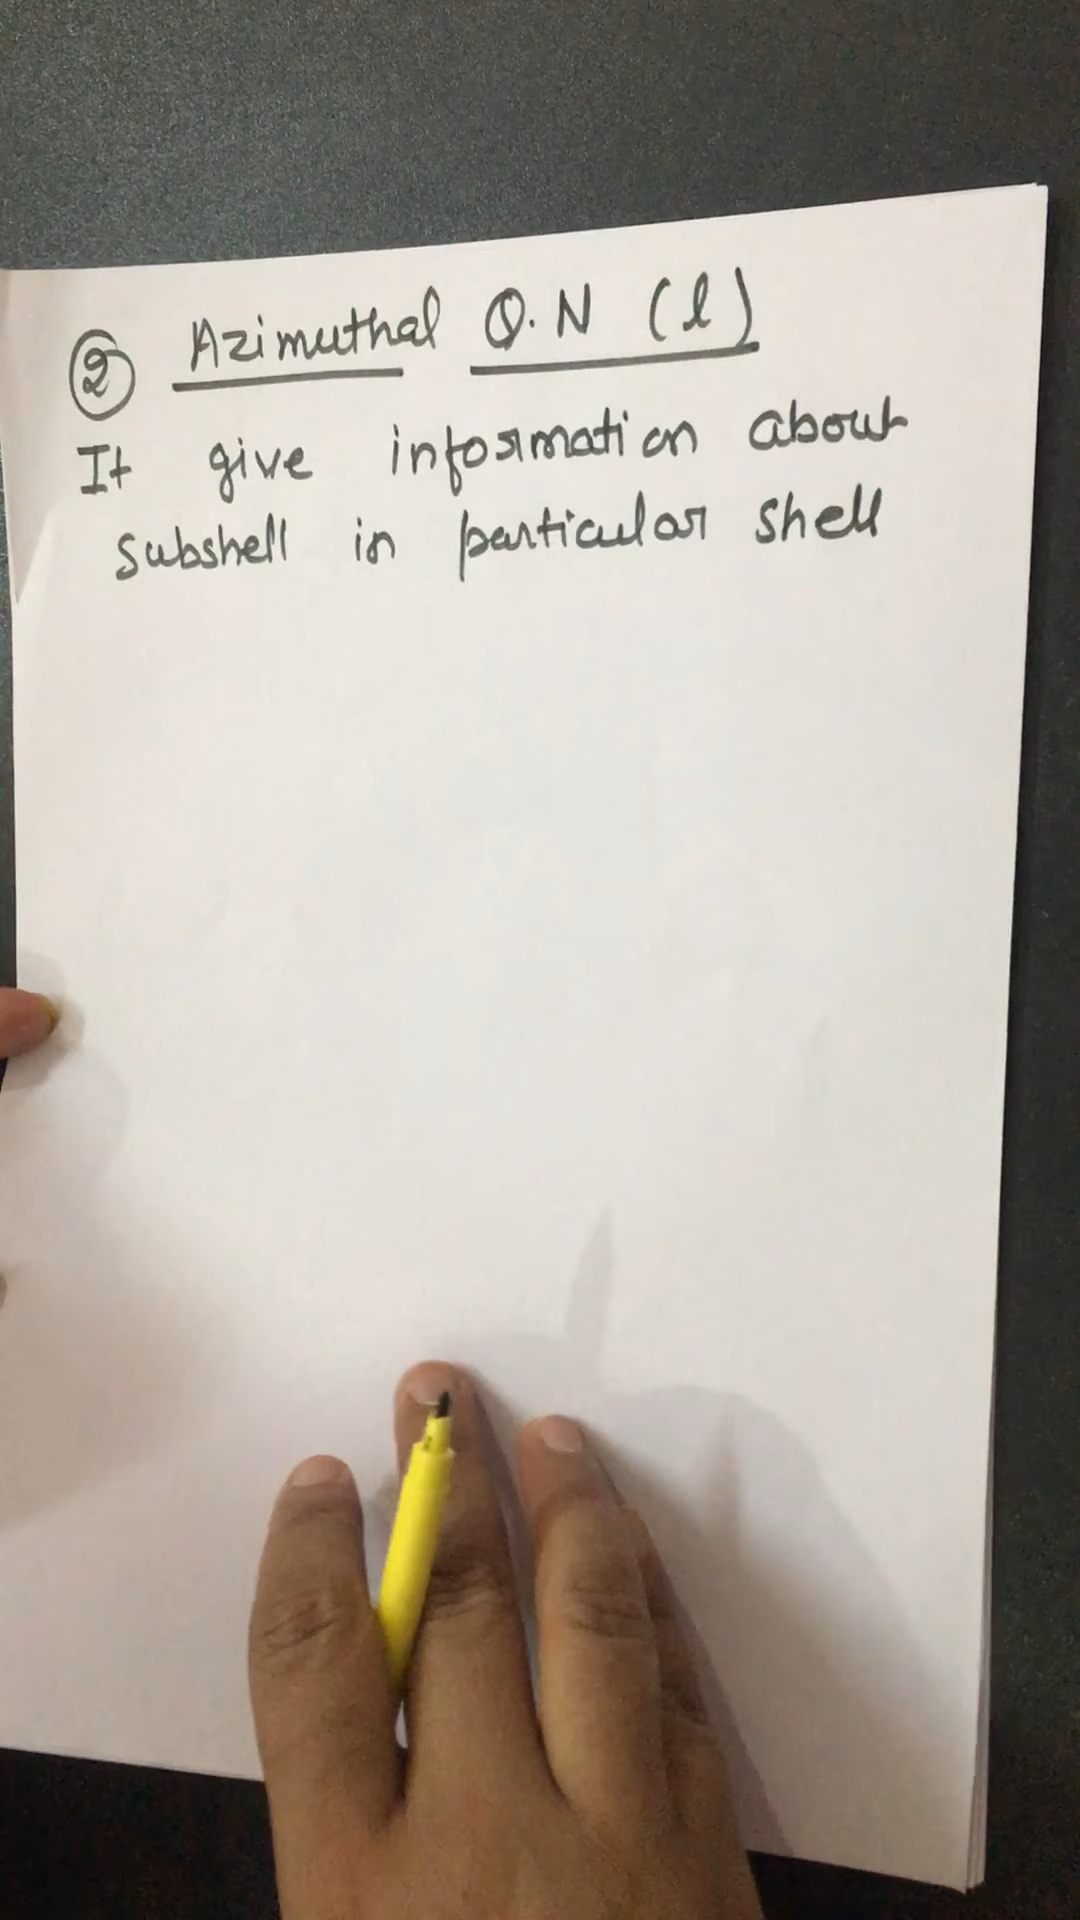 ② Azimuthal Q.N (l)
It give information about
subshell in particular shell